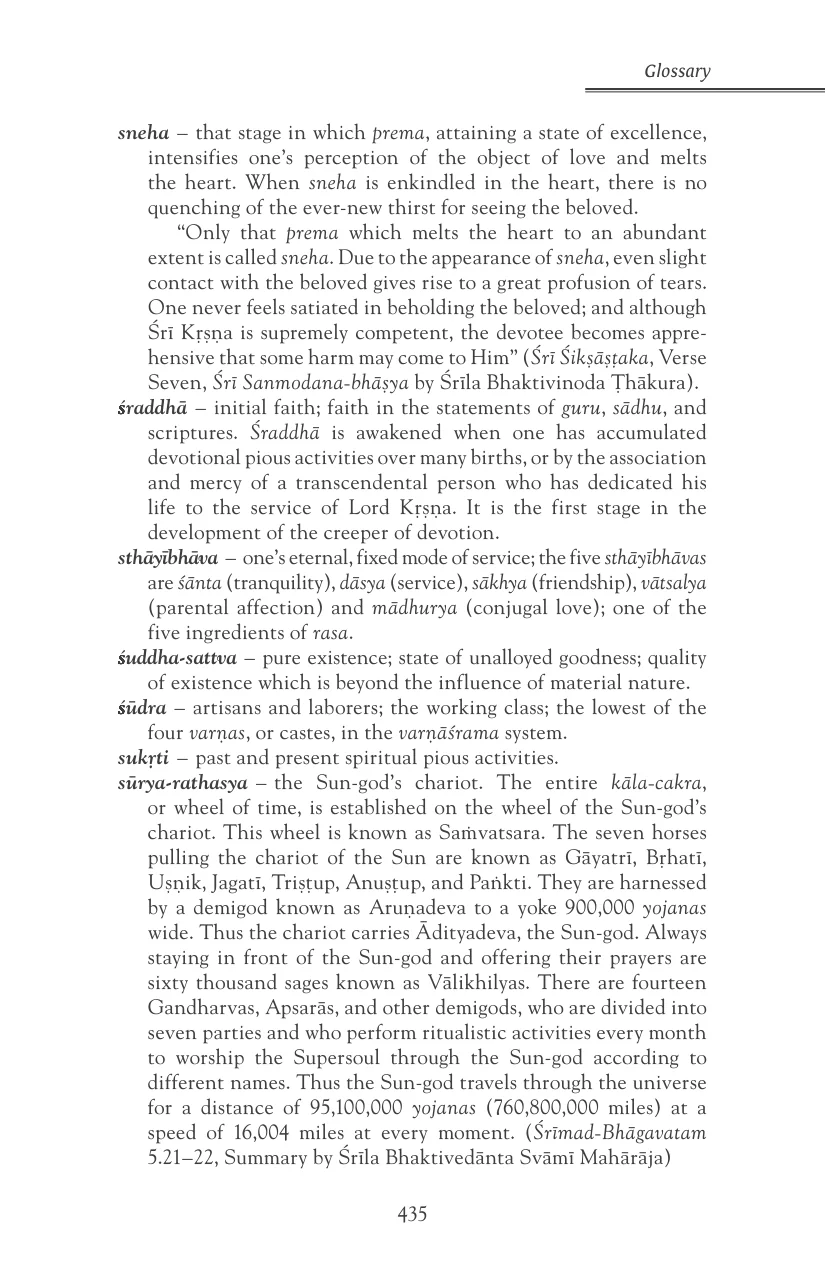 Glossary
sneha – that stage in which prema, attaining a state of excellence,
intensifies one’s perception of the object of love and melts
the heart. When sneha is enkindled in the heart, there is no
quenching of the ever-new thirst for seeing the beloved.
“Only that prema which melts the heart to an abundant
extent is called sneha. Due to the appearance of sneha, even slight
contact with the beloved gives rise to a great profusion of tears.
One never feels satiated in beholding the beloved; and although
Śrī Kṛṣṇa is supremely competent, the devotee becomes appre-
hensive that some harm may come to Him” (Śrī Śikṣāṣṭaka, Verse
Seven, Śrī Sanmodana-bhāṣya by Śrīla Bhaktivinoda Ṭhākura).
śraddhā – initial faith; faith in the statements of guru, sādhu, and
scriptures. Śraddhā is awakened when one has accumulated
devotional pious activities over many births, or by the association
and mercy of a transcendental person who has dedicated his
life to the service of Lord Kṛṣṇa. It is the first stage in the
development of the creeper of devotion.
sthāyībhāva – one’s eternal, fixed mode of service; the five sthāyībhāvas
are śānta (tranquility), dāsya (service), sākhya (friendship), vātsalya
(parental affection) and mādhurya (conjugal love); one of the
five ingredients of rasa.
śuddha-sattva – pure existence; state of unalloyed goodness; quality
of existence which is beyond the influence of material nature.
śūdra – artisans and laborers; the working class; the lowest of the
four varṇas, or castes, in the varṇāśrama system.
sukṛti – past and present spiritual pious activities.
sūrya-rathasya – the Sun-god’s chariot. The entire kāla-cakra,
or wheel of time, is established on the wheel of the Sun-god’s
chariot. This wheel is known as Saṁvatsara. The seven horses
pulling the chariot of the Sun are known as Gāyatrī, Bṛhatī,
Uṣṇik, Jagatī, Triṣṭup, Anuṣṭup, and Paṅkti. They are harnessed
by a demigod known as Aruṇadeva to a yoke 900,000 yojanas
wide. Thus the chariot carries Ādityadeva, the Sun-god. Always
staying in front of the Sun-god and offering their prayers are
sixty thousand sages known as Vālikhilyas. There are fourteen
Gandharvas, Apsarās, and other demigods, who are divided into
seven parties and who perform ritualistic activities every month
to worship the Supersoul through the Sun-god according to
different names. Thus the Sun-god travels through the universe
for a distance of 95,100,000 yojanas (760,800,000 miles) at a
speed of 16,004 miles at every moment. (Śrīmad-Bhāgavatam
5.21–22, Summary by Śrīla Bhaktivedānta Svāmī Mahārāja)
435